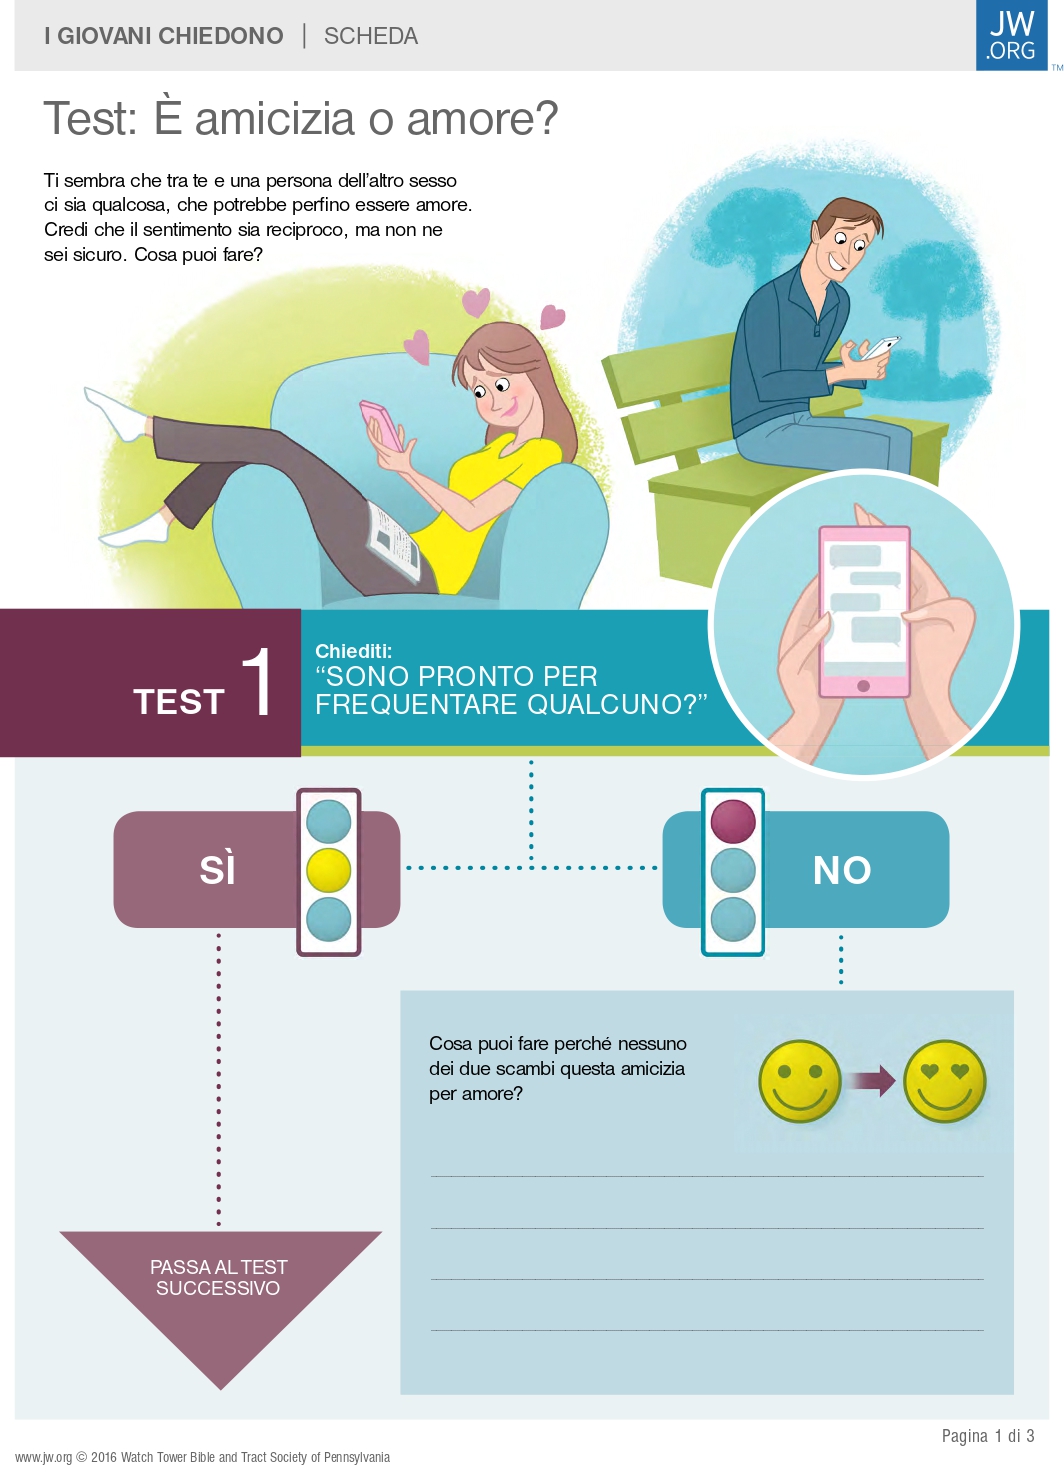 I GIOVANI CHIEDONO | SCHEDA
JW
.ORG
TM
Test: È amicizia o amore?
Ti sembra che tra te e una persona dell’altro sesso
ci sia qualcosa, che potrebbe perfino essere amore.
Credi che il sentimento sia reciproco, ma non ne
sei sicuro. Cosa puoi fare?
TEST 1
Chiediti:
“SONO PRONTO PER
FREQUENTARE QUALCUNO?”
SÌ
NO
Cosa puoi fare perché nessuno
dei due scambi questa amicizia
per amore?
PASSA AL TEST
SUCCESSIVO
Pagina 1 di 3
www.jw.org © 2016 Watch Tower Bible and Tract Society of Pennsylvania